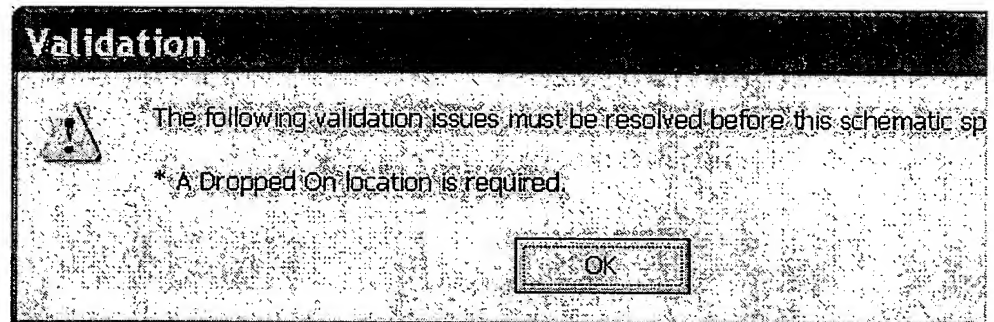 Validation
The following validation issues must be resolved before this schematic sp
* A Dropped On location is required.
OK